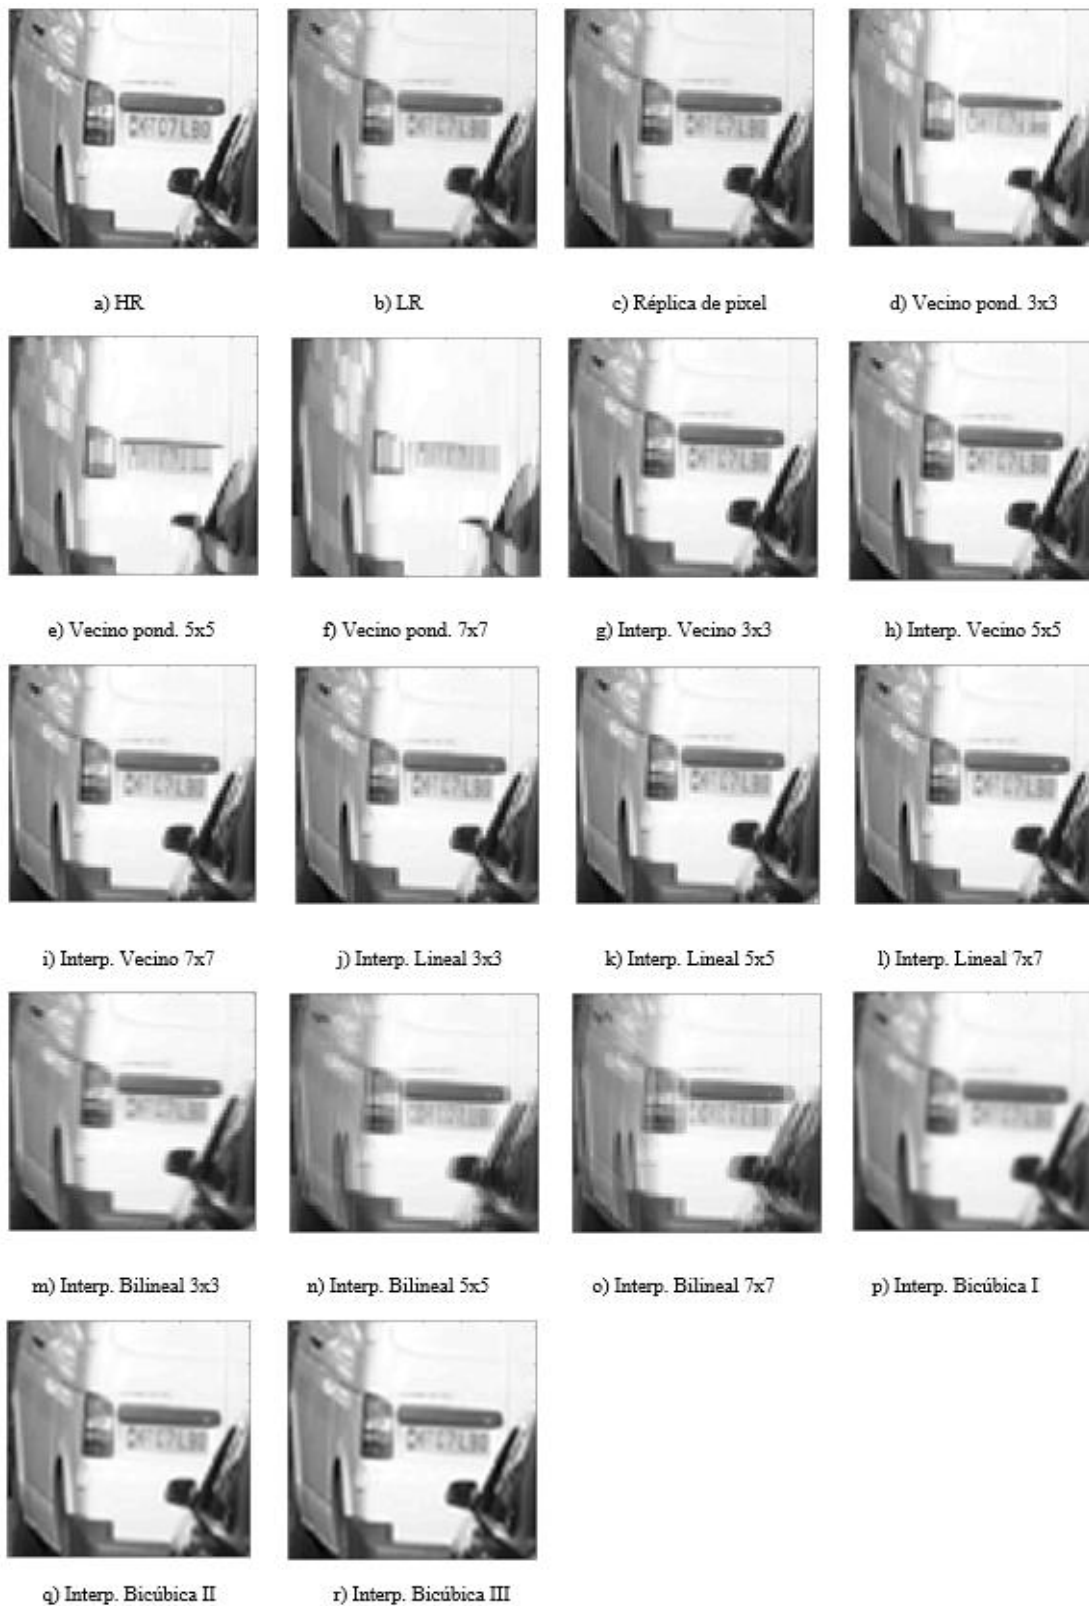 a) HR
b) LR
c) Réplica de pixel
d) Vecino pond. 3x3
e) Vecino pond. 5x5
f) Vecino pond. 7x7
g) Interp. Vecino 3x3
h) Interp. Vecino 5x5
i) Interp. Vecino 7x7
j) Interp. Lineal 3x3
k) Interp. Lineal 5x5
l) Interp. Lineal 7x7
m) Interp. Bilineal 3x3
n) Interp. Bilineal 5x5
o) Interp. Bilineal 7x7
p) Interp. Bicúbica I
q) Interp. Bicúbica II
r) Interp. Bicúbica III